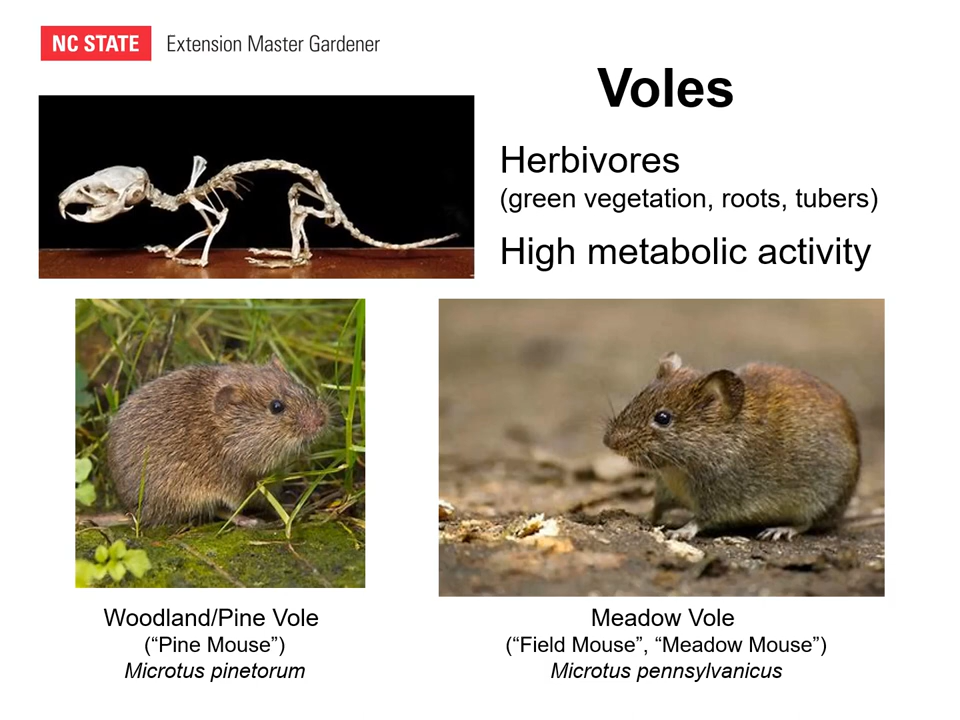 NC STATE Extension Master Gardener
Voles
Herbivores
(green vegetation, roots, tubers)
High metabolic activity
Woodland/Pine Vole
(“Pine Mouse”)
Microtus pinetorum
Meadow Vole
(“Field Mouse”, “Meadow Mouse”)
Microtus pennsylvanicus